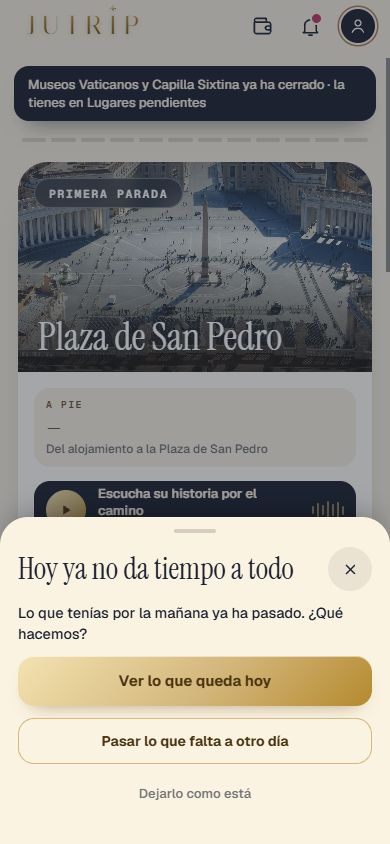 JUTRIP
Museos Vaticanos y Capilla Sixtina ya ha cerrado · la
tienes en Lugares pendientes
PRIMERA PARADA
Plaza de San Pedro
A PIE
—
Del alojamiento a la Plaza de San Pedro
Escucha su historia por el
camino
Hoy ya no da tiempo a todo
Lo que tenías por la mañana ya ha pasado. ¿Qué
hacemos?
Ver lo que queda hoy
Pasar lo que falta a otro día
Dejarlo como está